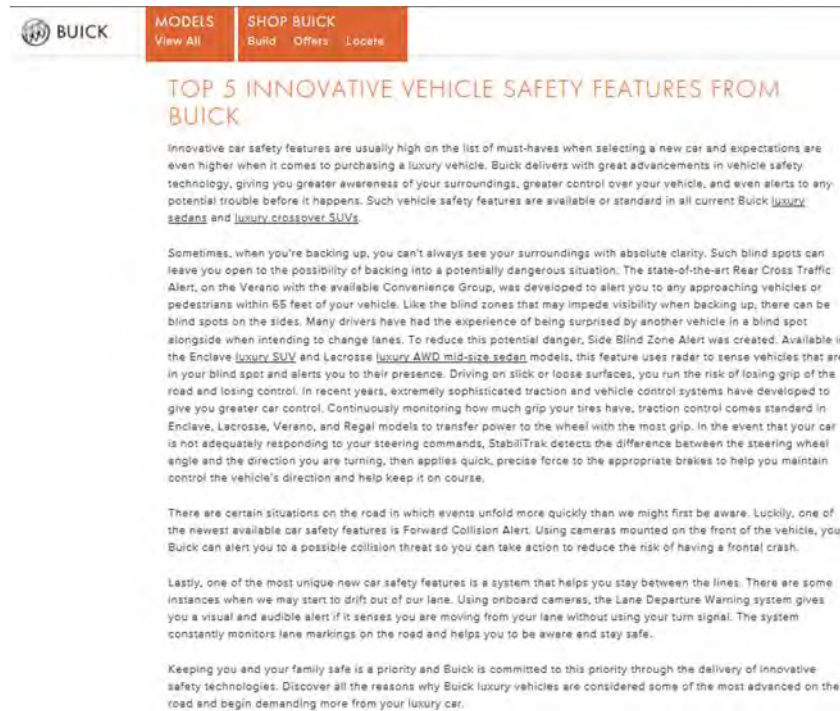 BUICK
MODELS
View All
SHOP BUICK
Build Offers Locate
TOP 5 INNOVATIVE VEHICLE SAFETY FEATURES FROM
BUICK
Innovative car safety features are usually high on the list of must-haves when selecting a new car and expectations are
even higher when it comes to purchasing a luxury vehicle. Buick delivers with great advancements in vehicle safety
technology, giving you greater awareness of your surroundings, greater control over your vehicle, and even alerts to any
potential trouble before it happens. Such vehicle safety features are available or standard in all current Buick luxury
sedans and luxury crossover SUVs.
Sometimes, when you're backing up, you can't always see your surroundings with absolute clarity. Such blind spots can
leave you open to the possibility of backing into a potentially dangerous situation. The state-of-the-art Rear Cross Traffic
Alert, on the Verano with the available Convenience Group, was developed to alert you to any approaching vehicles or
pedestrians within 65 feet of your vehicle. Like the blind zones that may impede visibility when backing up, there can be
blind spots on the sides. Many drivers have had the experience of being surprised by another vehicle in a blind spot
alongside when intending to change lanes. To reduce this potential danger, Side Blind Zone Alert was created. Available i
the Enclave luxury SUV and Lacrosse luxury AWD mid-size sedan models, this feature uses radar to sense vehicles that are
in your blind spot and alerts you to their presence. Driving on slick or loose surfaces, you run the risk of losing grip of the
road and losing control. In recent years, extremely sophisticated traction and vehicle control systems have developed to
give you greater car control. Continuously monitoring how much grip your tires have, traction control comes standard in
Enclave, Lacrosse, Verano, and Regal models to transfer power to the wheel with the most grip. In the event that your car
is not adequately responding to your steering commands, StabiliTrak detects the difference between the steering wheel
angle and the direction you are turning, then applies quick, precise force to the appropriate brakes to help you maintain
control the vehicle's direction and help keep it on course.
There are certain situations on the road in which events unfold more quickly than we might first be aware. Luckily, one of
the newest available car safety features is Forward Collision Alert. Using cameras mounted on the front of the vehicle, you
Buick can alert you to a possible collision threat so you can take action to reduce the risk of having a frontal crash.
Lastly, one of the most unique new car safety features is a system that helps you stay between the lines. There are some
instances when we may start to drift out of our lane. Using onboard cameras, the Lane Departure Warning system gives
you a visual and audible alert if it senses you are moving from your lane without using your turn signal. The system
constantly monitors lane markings on the road and helps you to be aware and stay safe.
Keeping you and your family safe is a priority and Buick is committed to this priority through the delivery of innovative
safety technologies. Discover all the reasons why Buick luxury vehicles are considered some of the most advanced on the
road and begin demanding more from your luxury car.